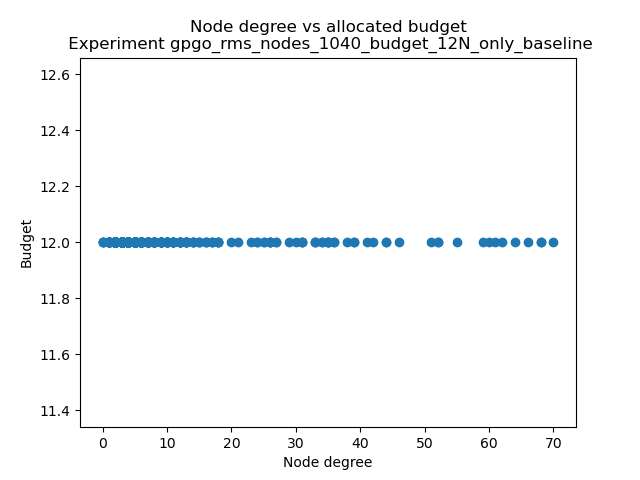 Node degree vs allocated budget
Experiment gpgo_rms_nodes_1040_budget_12N_only_baseline
12.6
12.4
12.2
12.0
11.8
11.6
11.4
Budget
0 10 20 30 40 50 60 70
Node degree